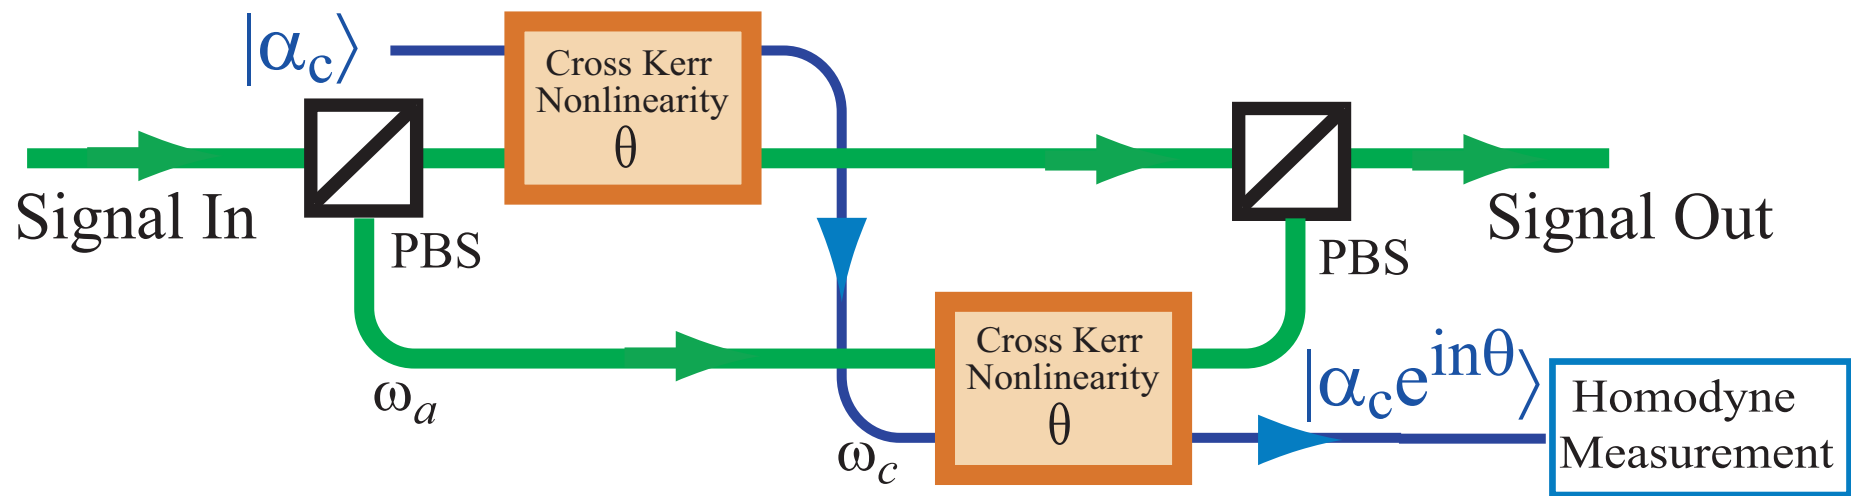 |α_c⟩
Cross Kerr
Nonlinearity
θ
Signal In
PBS
Signal Out
PBS
ω_a
Cross Kerr
Nonlinearity
θ
ω_c
|α_c e^{inθ}⟩
Homodyne
Measurement